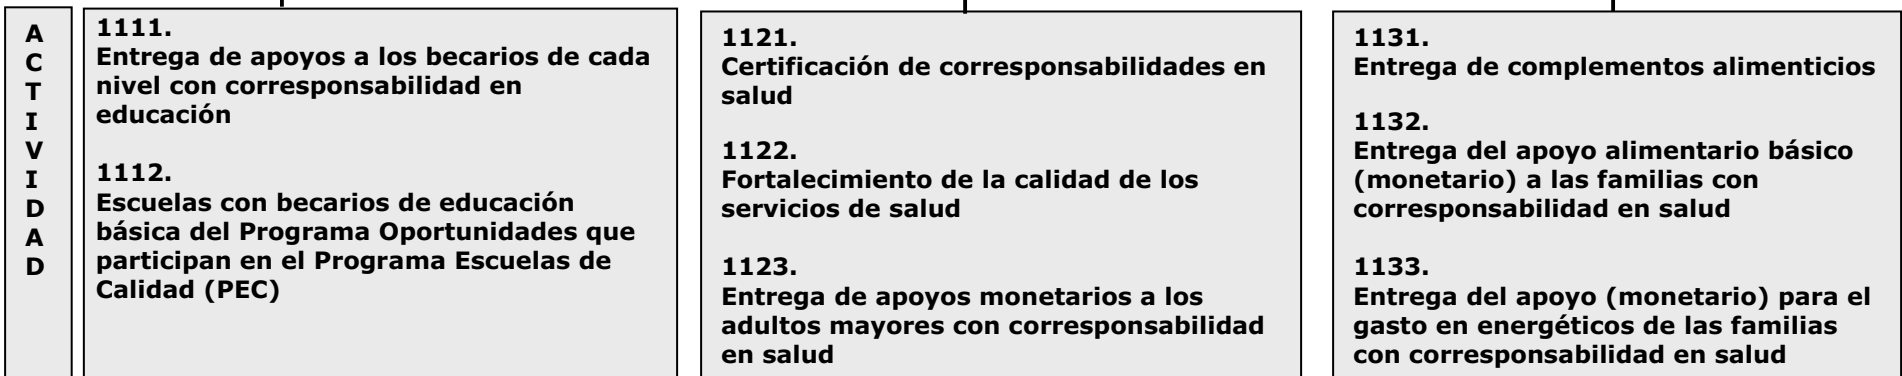 A
C
T
I
V
I
D
A
D
1111.
Entrega de apoyos a los becarios de cada
nivel con corresponsabilidad en
educación
1112.
Escuelas con becarios de educación
básica del Programa Oportunidades que
participan en el Programa Escuelas de
Calidad (PEC)
1121.
Certificación de corresponsabilidades en
salud
1122.
Fortalecimiento de la calidad de los
servicios de salud
1123.
Entrega de apoyos monetarios a los
adultos mayores con corresponsabilidad
en salud
1131.
Entrega de complementos alimenticios
1132.
Entrega del apoyo alimentario básico
(monetario) a las familias con
corresponsabilidad en salud
1133.
Entrega del apoyo (monetario) para el
gasto en energéticos de las familias
con corresponsabilidad en salud